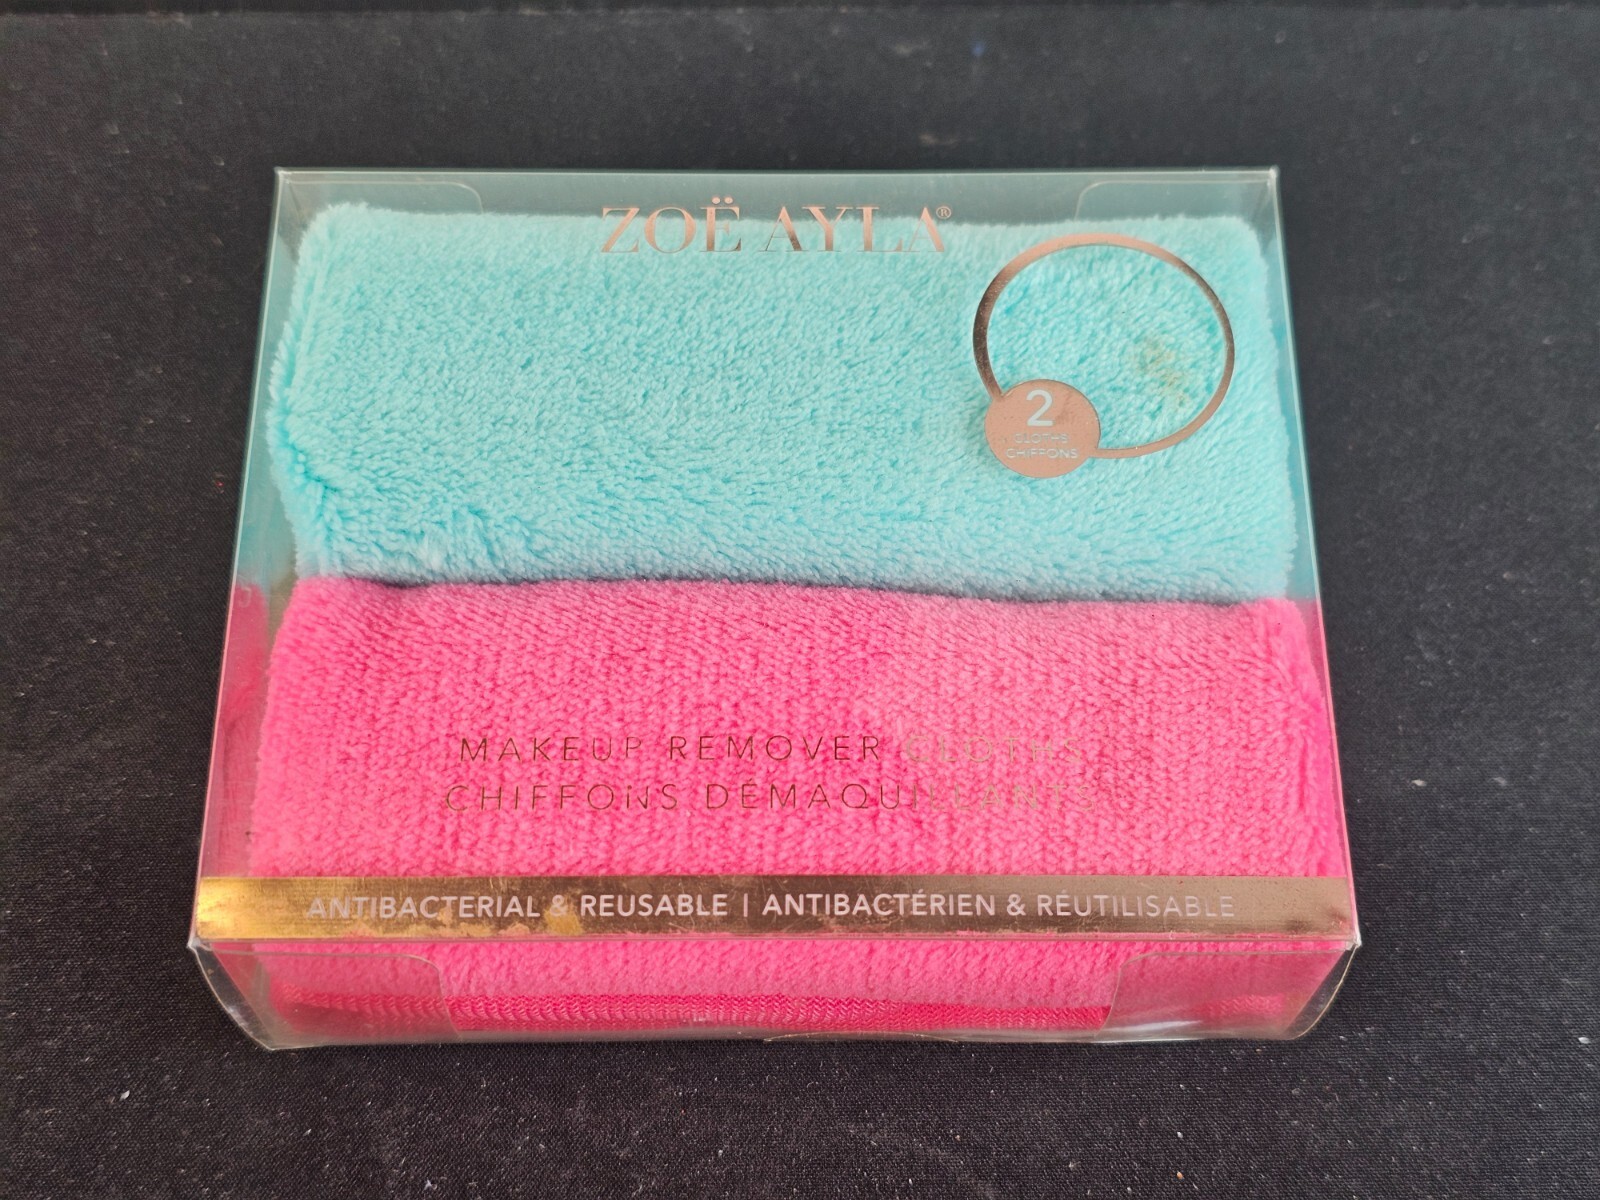 ZOË AYLA®
2
CLOTHS
CHIFFONS
MAKEUP REMOVER CLOTHS
CHIFFONS DÉMAQUILLANTS
ANTIBACTERIAL & REUSABLE | ANTIBACTÉRIEN & RÉUTILISABLE